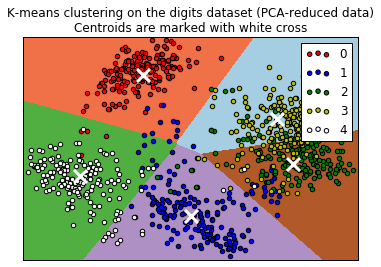 K-means clustering on the digits dataset (PCA-reduced data)
Centroids are marked with white cross
0
1
2
3
4